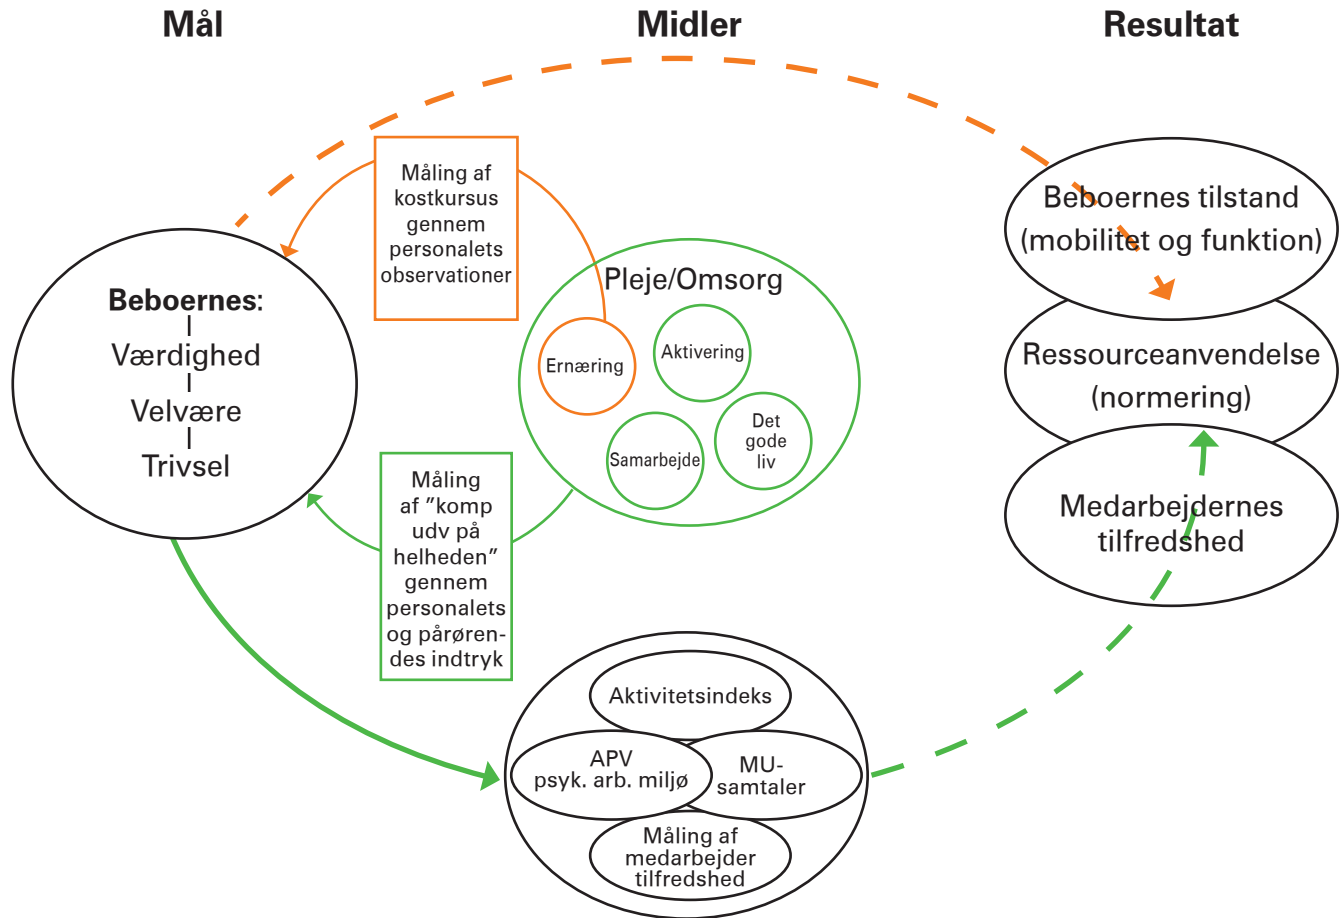 Mål
Midler
Resultat
Måling af
kostkursus
gennem
personalets
observationer
Beboernes:
Værdighed
Velvære
Trivsel
Pleje/Omsorg
Ernæring
Aktivering
Samarbejde
Det
gode
liv
Måling
af ”komp
udv på
helheden”
gennem
personalets
og pårøren-
des indtryk
Beboernes tilstand
(mobilitet og funktion)
Ressourceanvendelse
(normering)
Medarbejdernes
tilfredshed
Aktivitetsindeks
APV
psyk. arb. miljø
MU-
samtaler
Måling af
medarbejder
tilfredshed